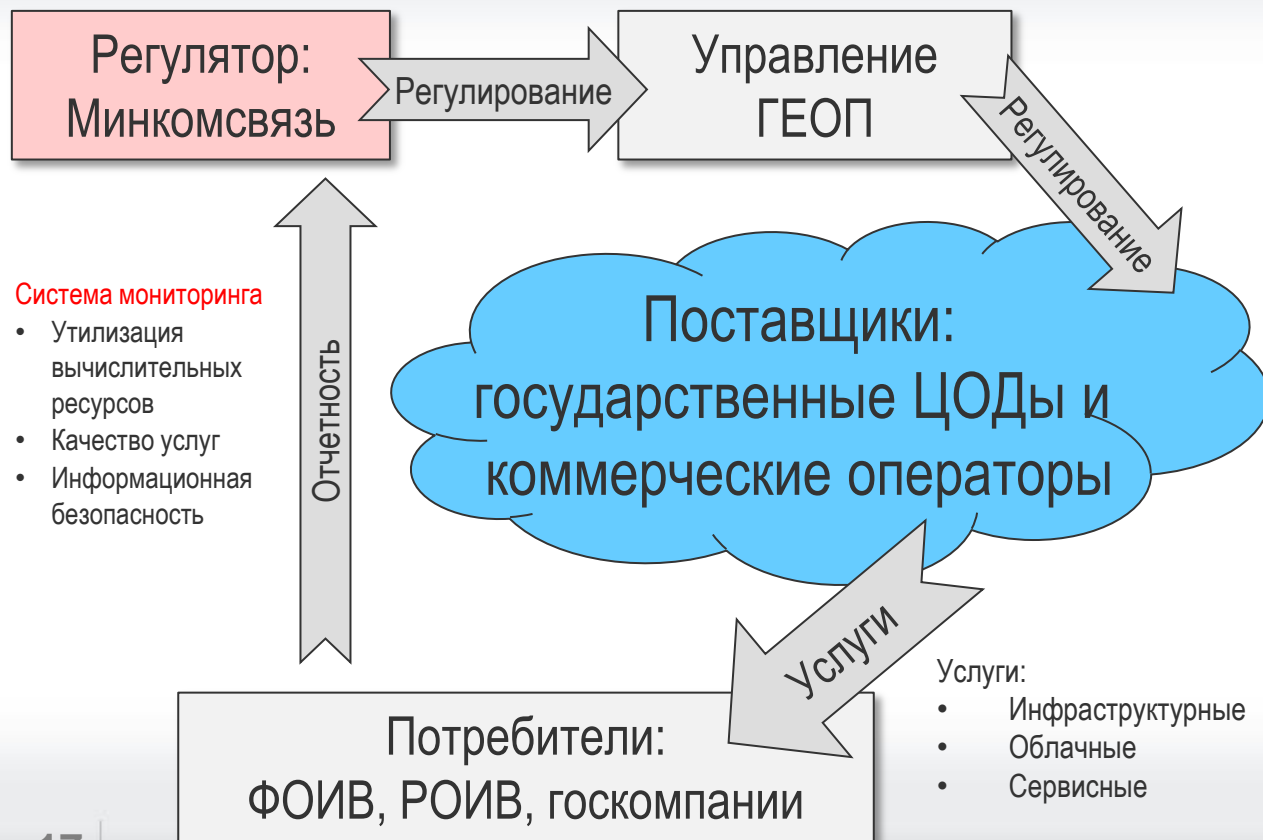 Регулятор:
Минкомсвязь
Регулирование
Управление
ГЕОП
Регулирование
Система мониторинга
• Утилизация
вычислительных
ресурсов
• Качество услуг
• Информационная
безопасность
Отчетность
Поставщики:
государственные ЦОДы и
коммерческие операторы
Услуги
Услуги:
• Инфраструктурные
• Облачные
• Сервисные
Потребители:
ФОИВ, РОИВ, госкомпании
17